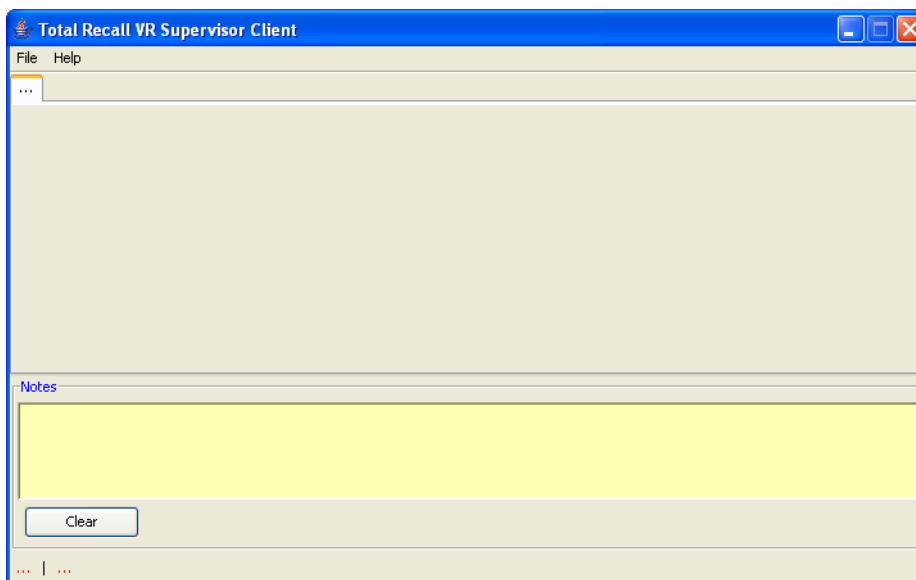 Total Recall VR Supervisor Client
File Help
...
Notes
Clear
... | ...